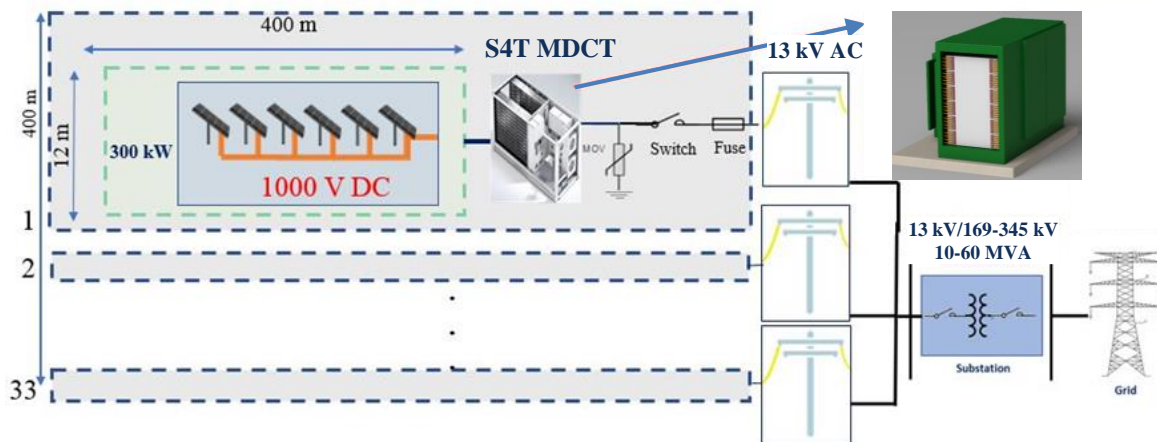 400 m
S4T MDCT
13 kV AC
400 m
12 m
300 kW
1000 V DC
MOV
Switch
Fuse
1
2
33
13 kV/169-345 kV
10-60 MVA
Substation
Grid